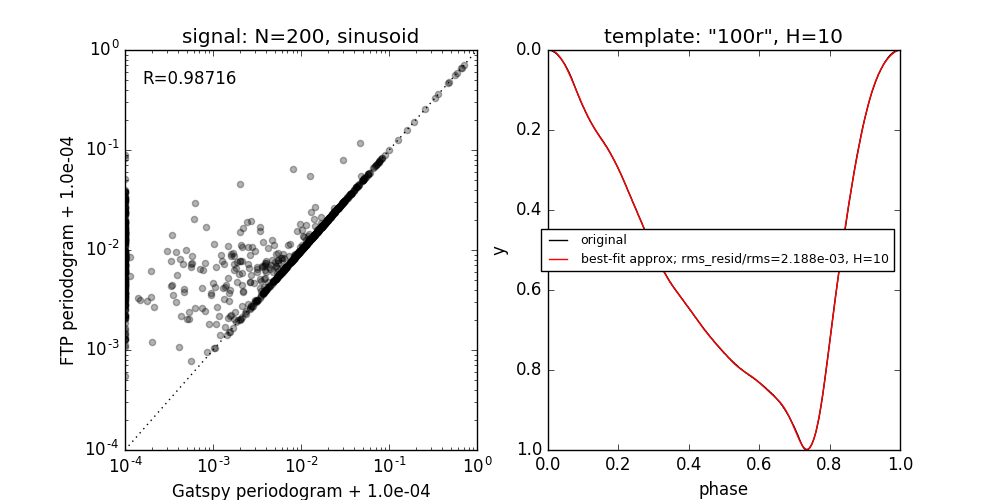 signal: N=200, sinusoid
R=0.98716
10^0
10^-1
10^-2
10^-3
10^-4
FTP periodogram + 1.0e-04
10^-4 10^-3 10^-2 10^-1 10^0
Gatspy periodogram + 1.0e-04
template: "100r", H=10
0.0
0.2
0.4
0.6
0.8
1.0
y
original
best-fit approx; rms_resid/rms=2.188e-03, H=10
0.0 0.2 0.4 0.6 0.8 1.0
phase